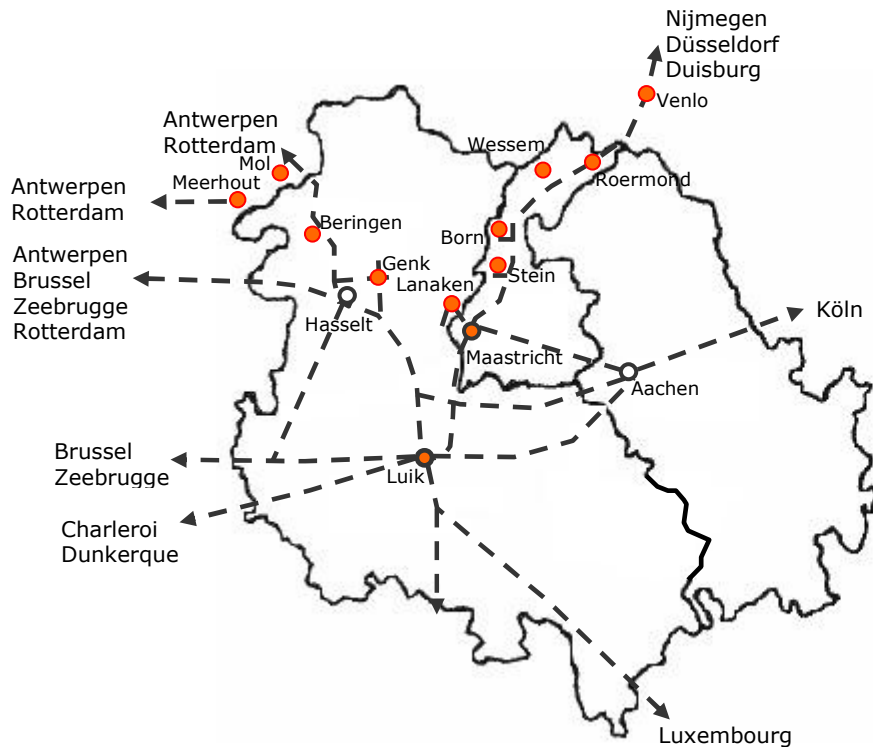 Nijmegen
Düsseldorf
Duisburg
Venlo
Antwerpen
Rotterdam
Mol
Wessem
Roermond
Meerhout
Antwerpen
Rotterdam
Beringen
Born
Antwerpen
Brussel
Zeebrugge
Rotterdam
Genk
Stein
Lanaken
Hasselt
Köln
Maastricht
Aachen
Brussel
Zeebrugge
Luik
Charleroi
Dunkerque
Luxembourg